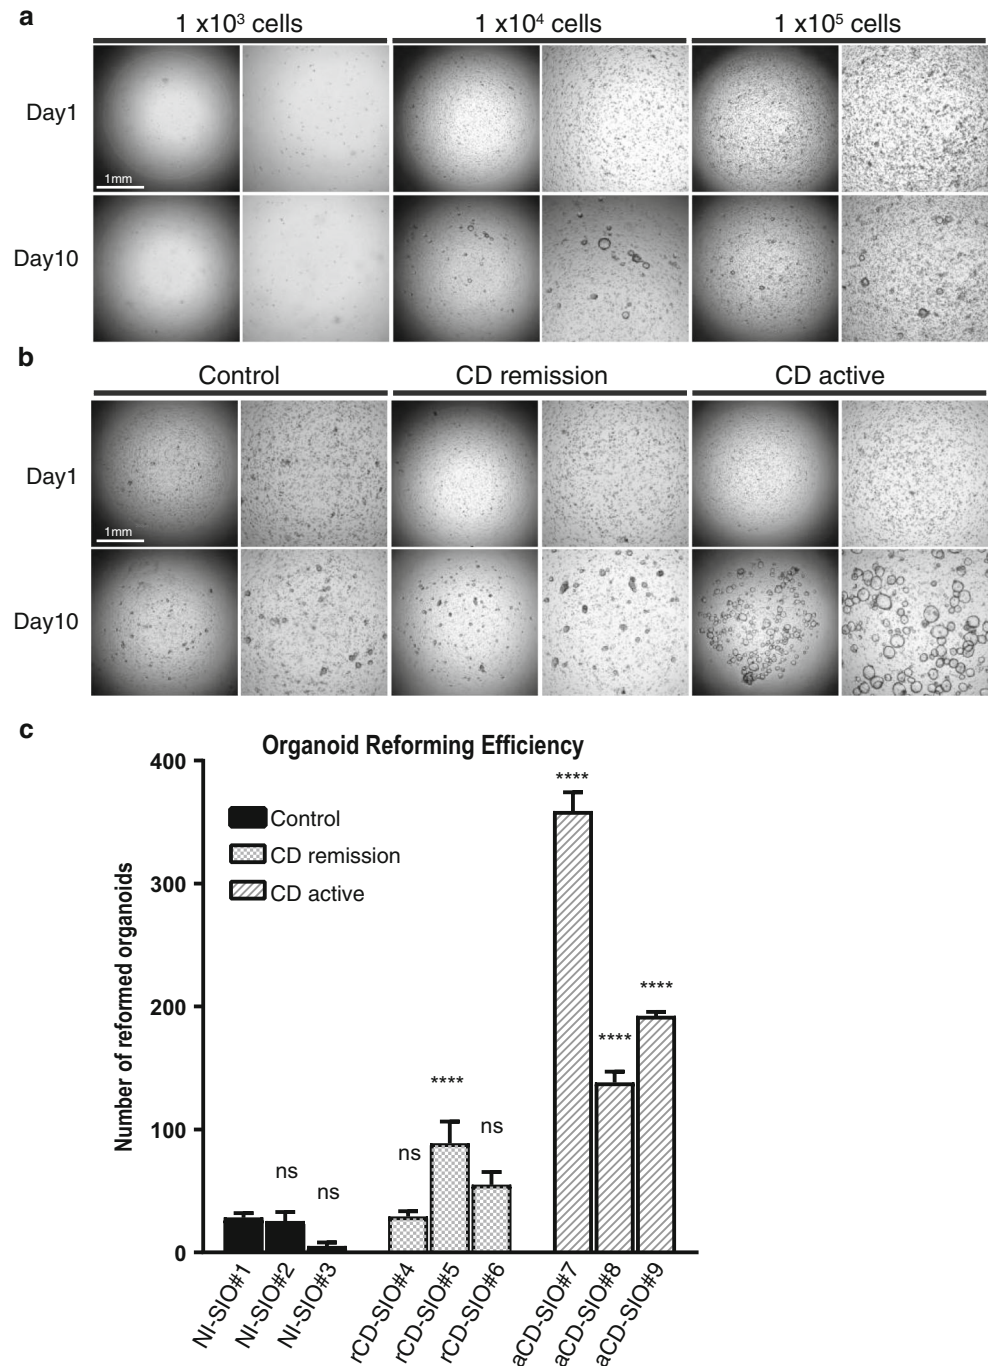 a
1 x10³ cells 1 x10⁴ cells 1 x10⁵ cells
Day1
1mm
Day10
b
Control CD remission CD active
Day1
1mm
Day10
c
Organoid Reforming Efficiency
Number of reformed organoids
400
300
200
100
0
Control
CD remission
CD active
ns
ns
ns
****
ns
****
****
****
NI-SIO#1
NI-SIO#2
NI-SIO#3
rCD-SIO#4
rCD-SIO#5
rCD-SIO#6
aCD-SIO#7
aCD-SIO#8
aCD-SIO#9